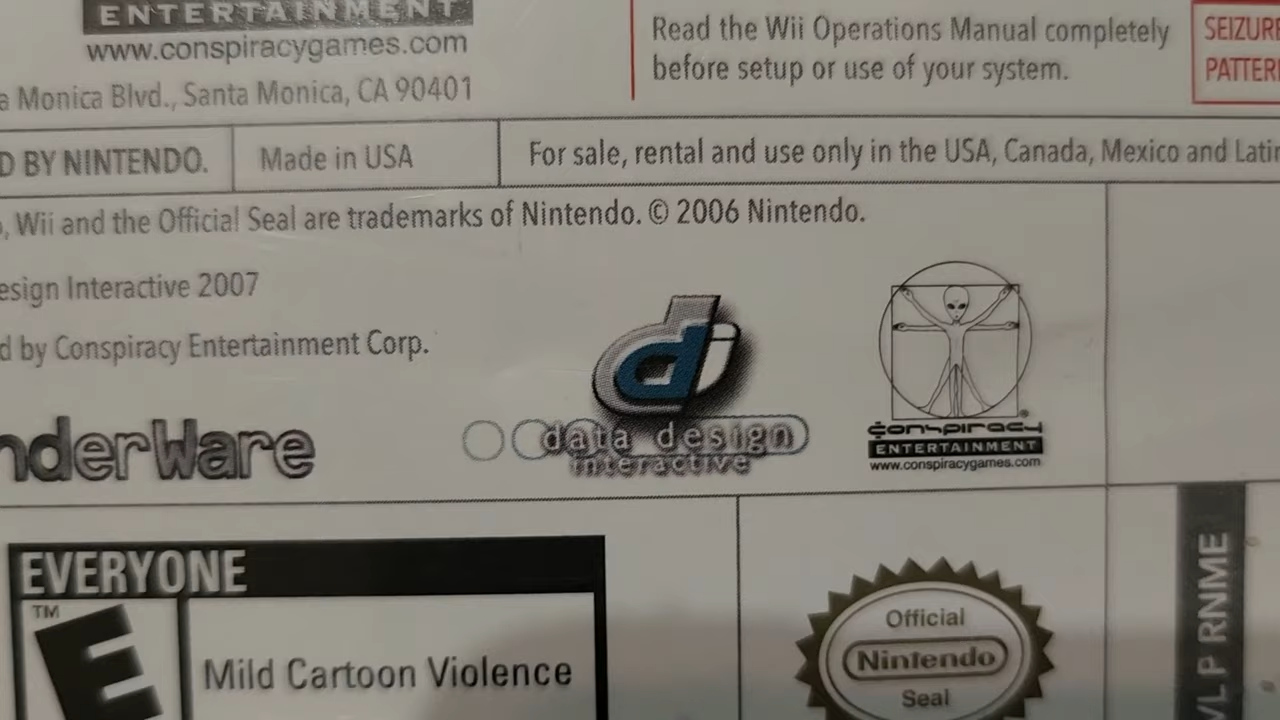 ENTERTAINMENT
www.conspiracygames.com
a Monica Blvd., Santa Monica, CA 90401
Read the Wii Operations Manual completely
before setup or use of your system.
SEIZURE
PATTER
D BY NINTENDO.
Made in USA
For sale, rental and use only in the USA, Canada, Mexico and Latin
, Wii and the Official Seal are trademarks of Nintendo. © 2006 Nintendo.
esign Interactive 2007
d by Conspiracy Entertainment Corp.
nderWare
di
data design
interactive
conspiracy
ENTERTAINMENT
www.conspiracygames.com
EVERYONE
TM
E
Mild Cartoon Violence
Official
Nintendo
Seal
VL P RNME